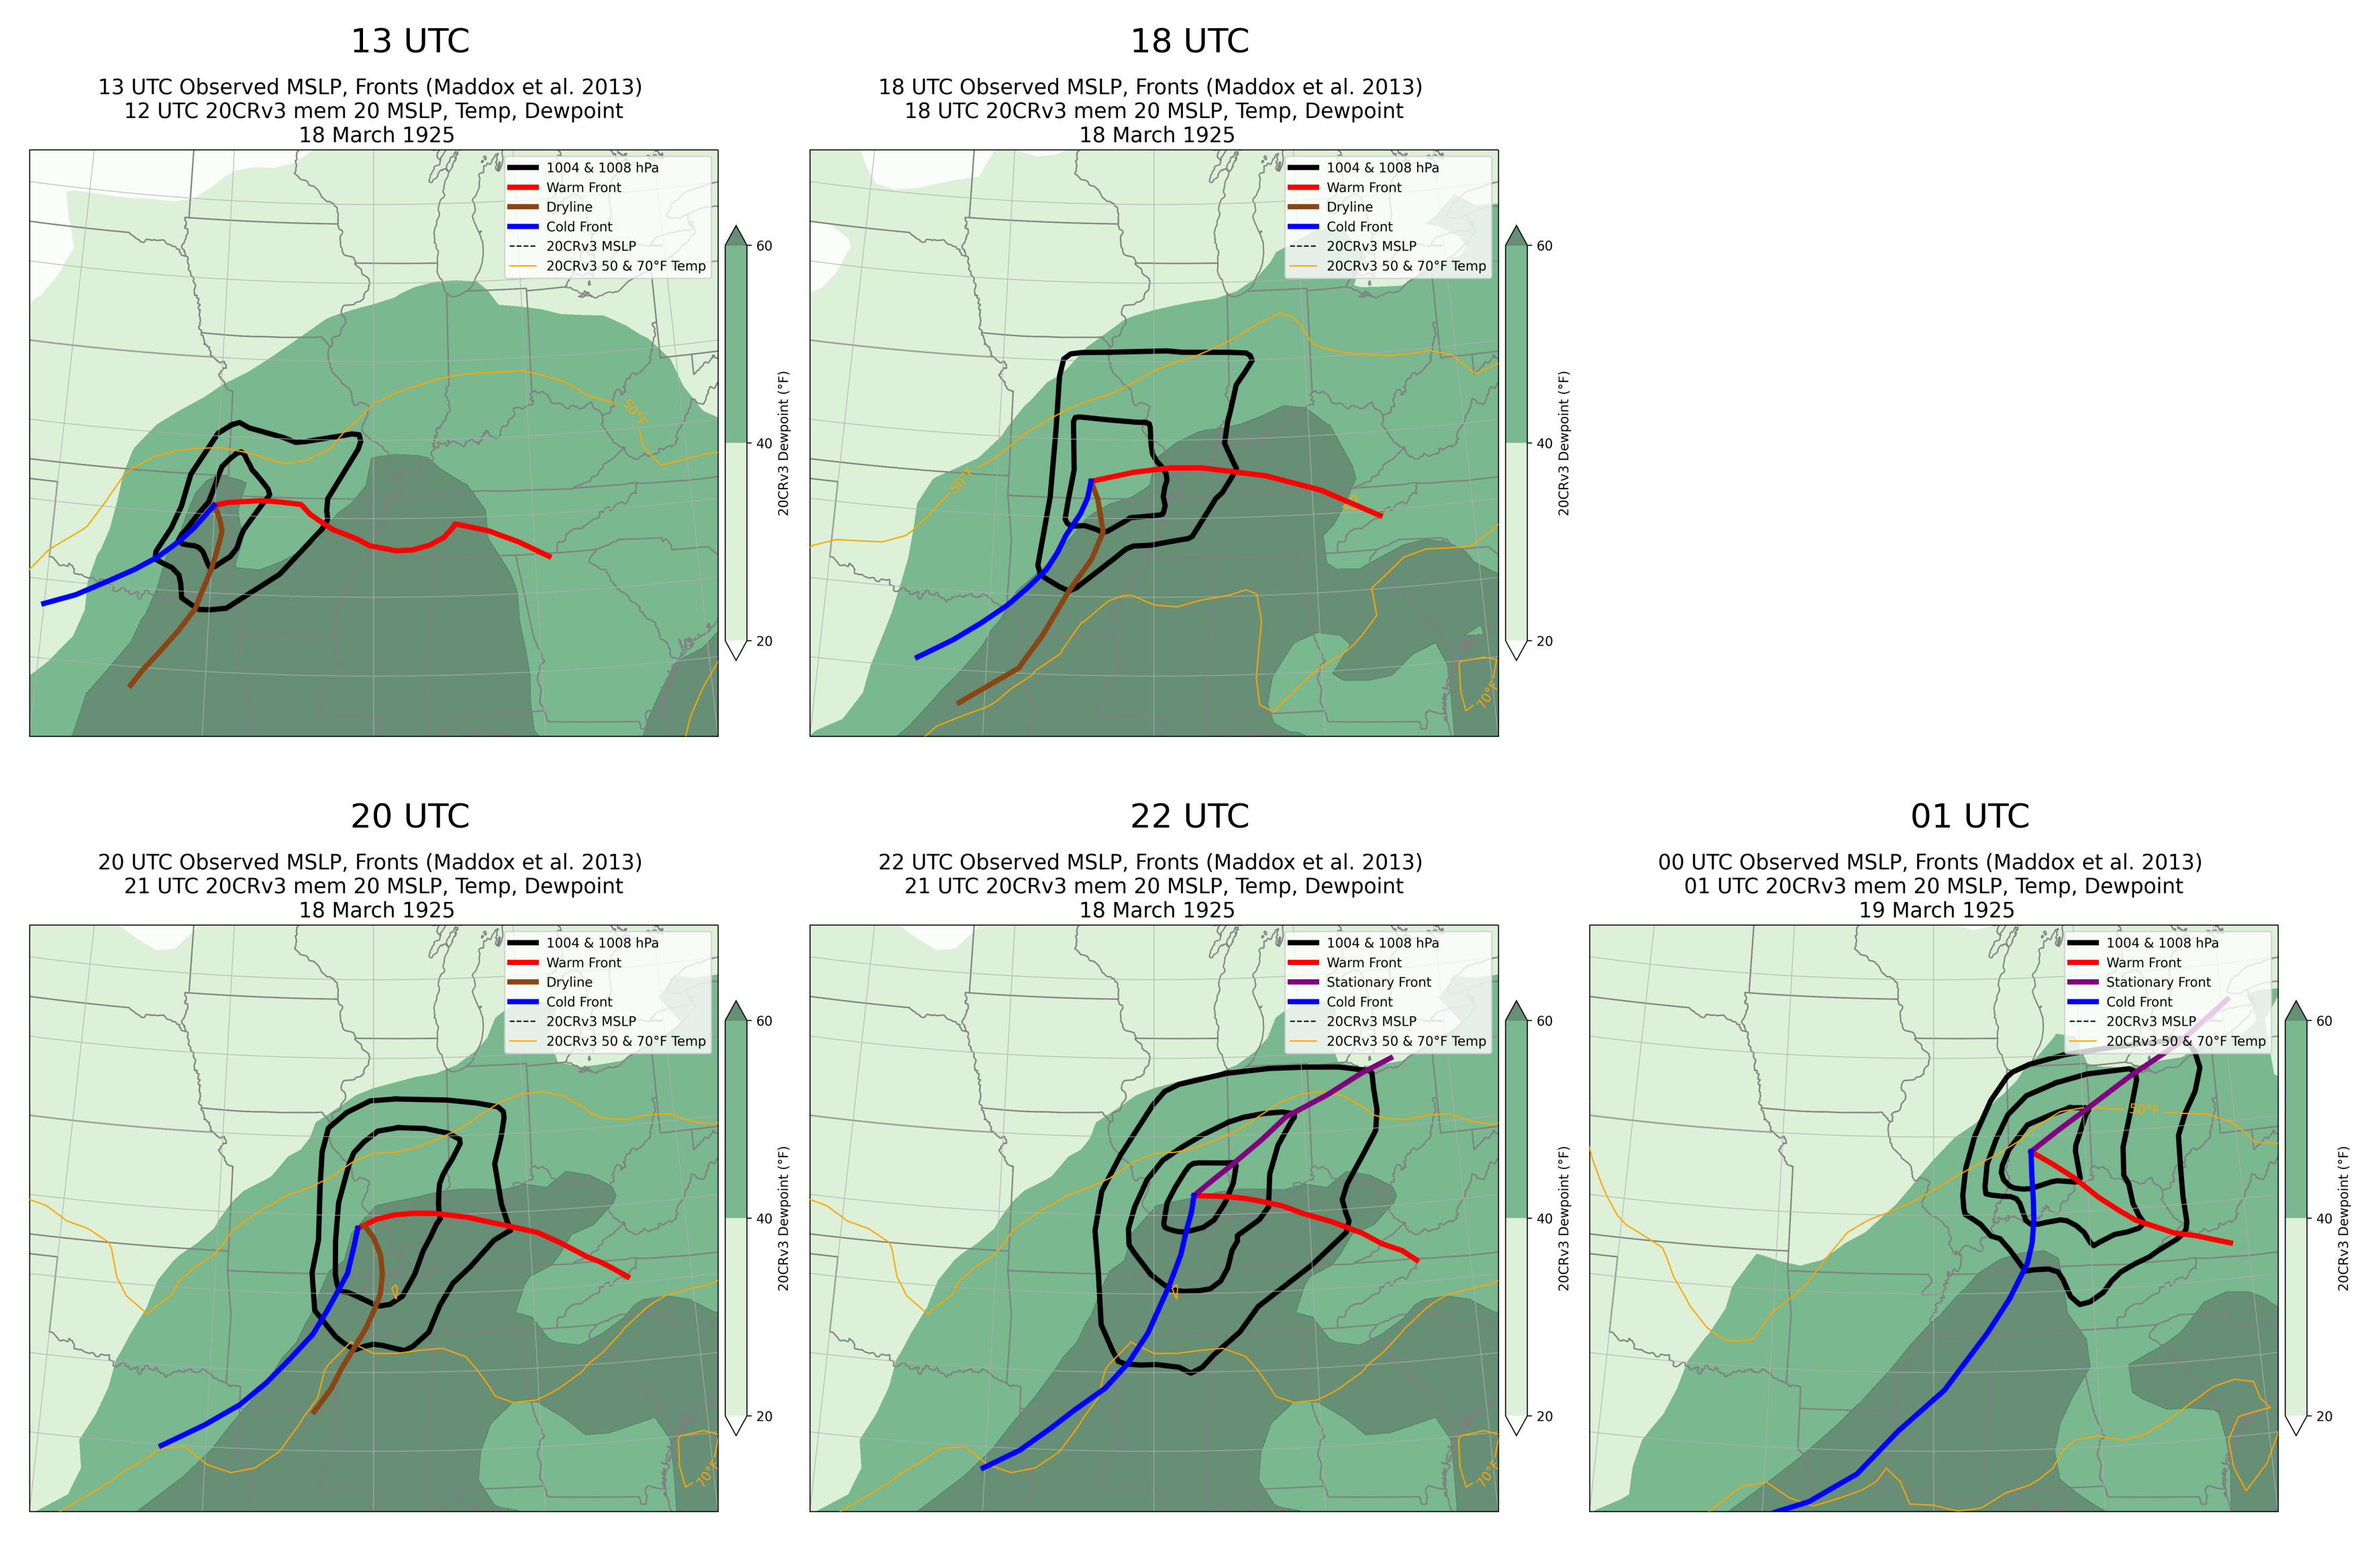 13 UTC
13 UTC Observed MSLP, Fronts (Maddox et al. 2013)
12 UTC 20CRv3 mem 20 MSLP, Temp, Dewpoint
18 March 1925
1004 & 1008 hPa
Warm Front
Dryline
Cold Front
20CRv3 MSLP
20CRv3 50 & 70°F Temp
50°F
60
40
20
20CRv3 Dewpoint (°F)
18 UTC
18 UTC Observed MSLP, Fronts (Maddox et al. 2013)
18 UTC 20CRv3 mem 20 MSLP, Temp, Dewpoint
18 March 1925
1004 & 1008 hPa
Warm Front
Dryline
Cold Front
20CRv3 MSLP
20CRv3 50 & 70°F Temp
50°F
70°F
60
40
20
20CRv3 Dewpoint (°F)
20 UTC
20 UTC Observed MSLP, Fronts (Maddox et al. 2013)
21 UTC 20CRv3 mem 20 MSLP, Temp, Dewpoint
18 March 1925
1004 & 1008 hPa
Warm Front
Dryline
Cold Front
20CRv3 MSLP
20CRv3 50 & 70°F Temp
70°F
60
40
20
20CRv3 Dewpoint (°F)
22 UTC
22 UTC Observed MSLP, Fronts (Maddox et al. 2013)
21 UTC 20CRv3 mem 20 MSLP, Temp, Dewpoint
18 March 1925
1004 & 1008 hPa
Warm Front
Stationary Front
Cold Front
20CRv3 MSLP
20CRv3 50 & 70°F Temp
70°F
60
40
20
20CRv3 Dewpoint (°F)
01 UTC
00 UTC Observed MSLP, Fronts (Maddox et al. 2013)
01 UTC 20CRv3 mem 20 MSLP, Temp, Dewpoint
19 March 1925
1004 & 1008 hPa
Warm Front
Stationary Front
Cold Front
20CRv3 MSLP
20CRv3 50 & 70°F Temp
50°F
60
40
20
20CRv3 Dewpoint (°F)